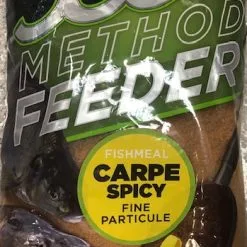 METHOD
FEEDER
FISHMEAL
CARPE
SPICY
FINE
PARTICULE